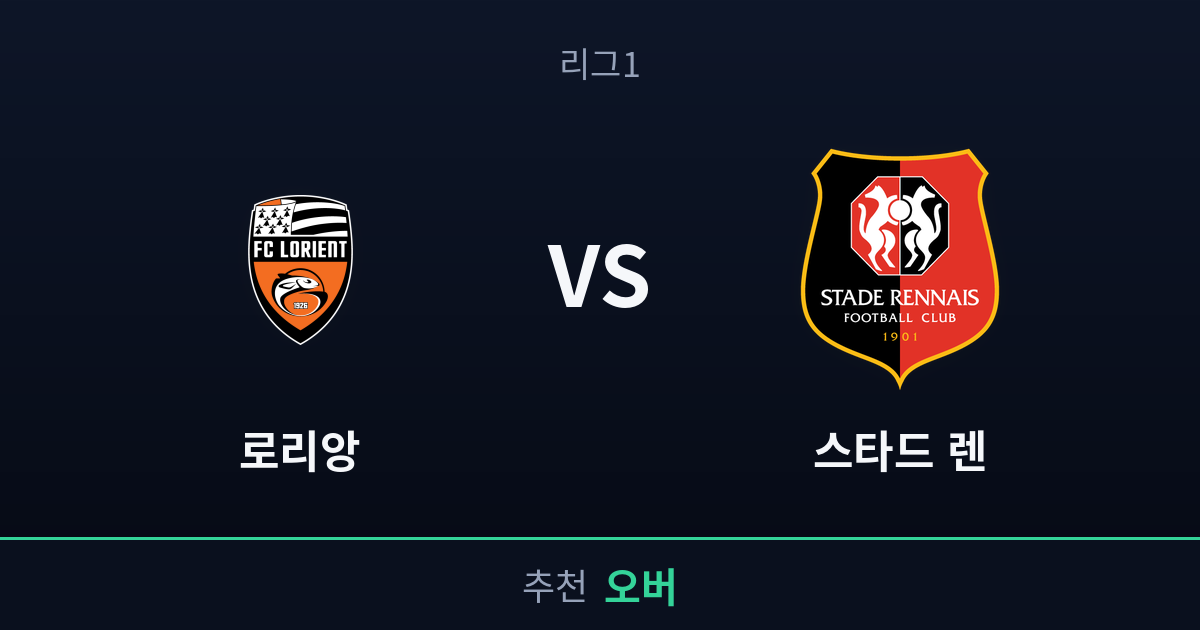 리그1
FC LORIENT
1926
VS
STADE RENNAIS
FOOTBALL CLUB
1901
로리앙
스타드 렌
추천 오버